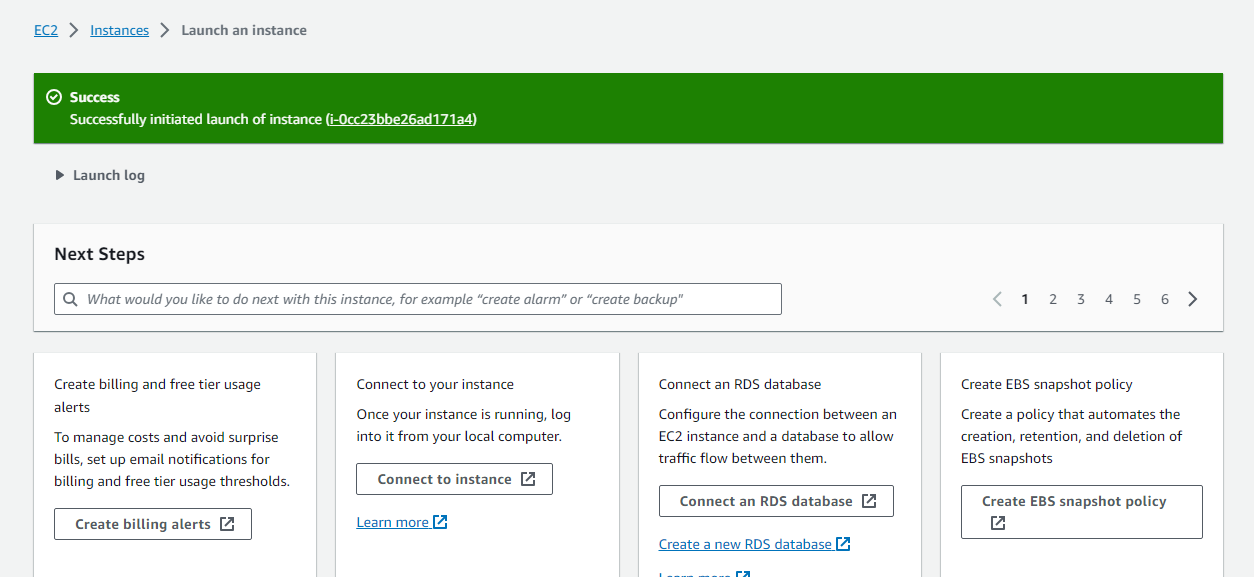 EC2 Instances Launch an instance
Success
Successfully initiated launch of instance (i-0cc23bbe26ad171a4)
Launch log
Next Steps
What would you like to do next with this instance, for example “create alarm” or “create backup”
1 2 3 4 5 6
Create billing and free tier usage
alerts
To manage costs and avoid surprise
bills, set up email notifications for
billing and free tier usage thresholds.
Create billing alerts
Connect to your instance
Once your instance is running, log
into it from your local computer.
Connect to instance
Learn more
Connect an RDS database
Configure the connection between an
EC2 instance and a database to allow
traffic flow between them.
Connect an RDS database
Create a new RDS database
Learn more
Create EBS snapshot policy
Create a policy that automates the
creation, retention, and deletion of
EBS snapshots
Create EBS snapshot policy